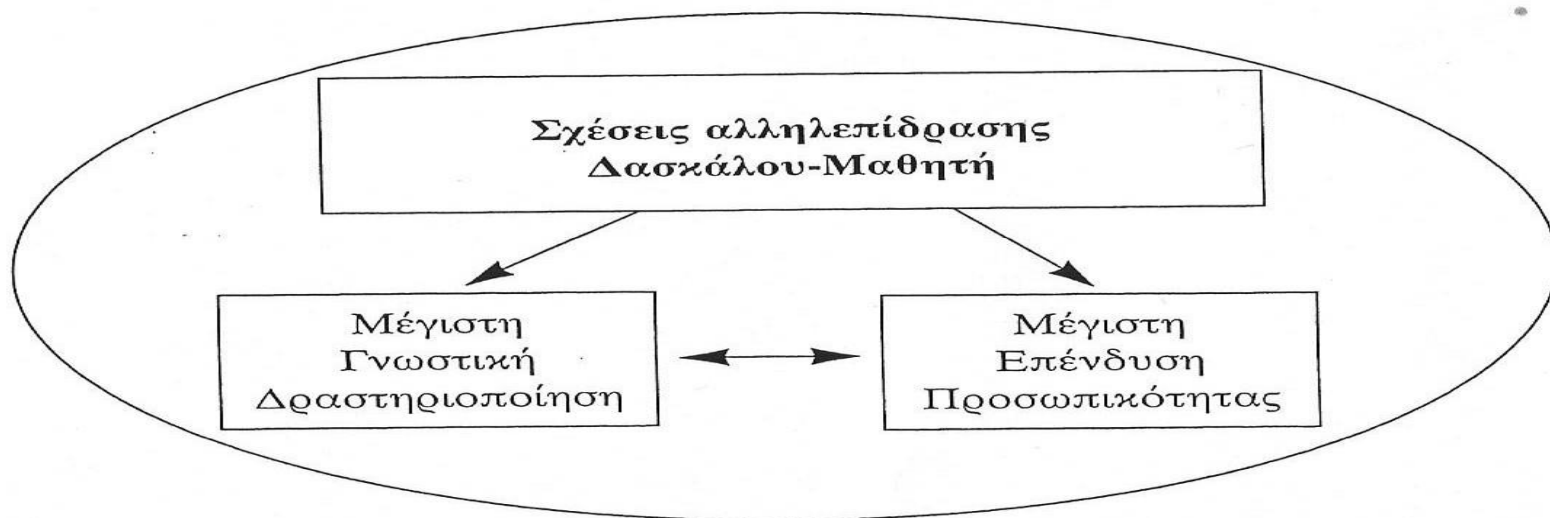 Σχέσεις αλληλεπίδρασης
Δασκάλου-Μαθητή
Μέγιστη
Γνωστική
Δραστηριοποίηση
Μέγιστη
Επένδυση
Προσωπικότητας